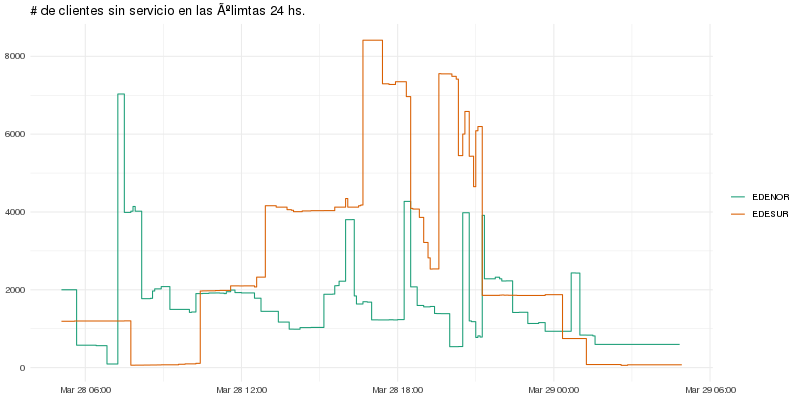 # de clientes sin servicio en las Ãºlimtas 24 hs.
8000
6000
4000
2000
0
Mar 28 06:00
Mar 28 12:00
Mar 28 18:00
Mar 29 00:00
Mar 29 06:00
EDENOR
EDESUR